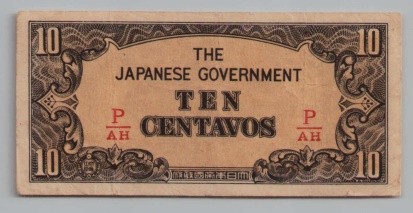 10 10
THE
JAPANESE GOVERNMENT
TEN
CENTAVOS
P P
AH AH
10 10